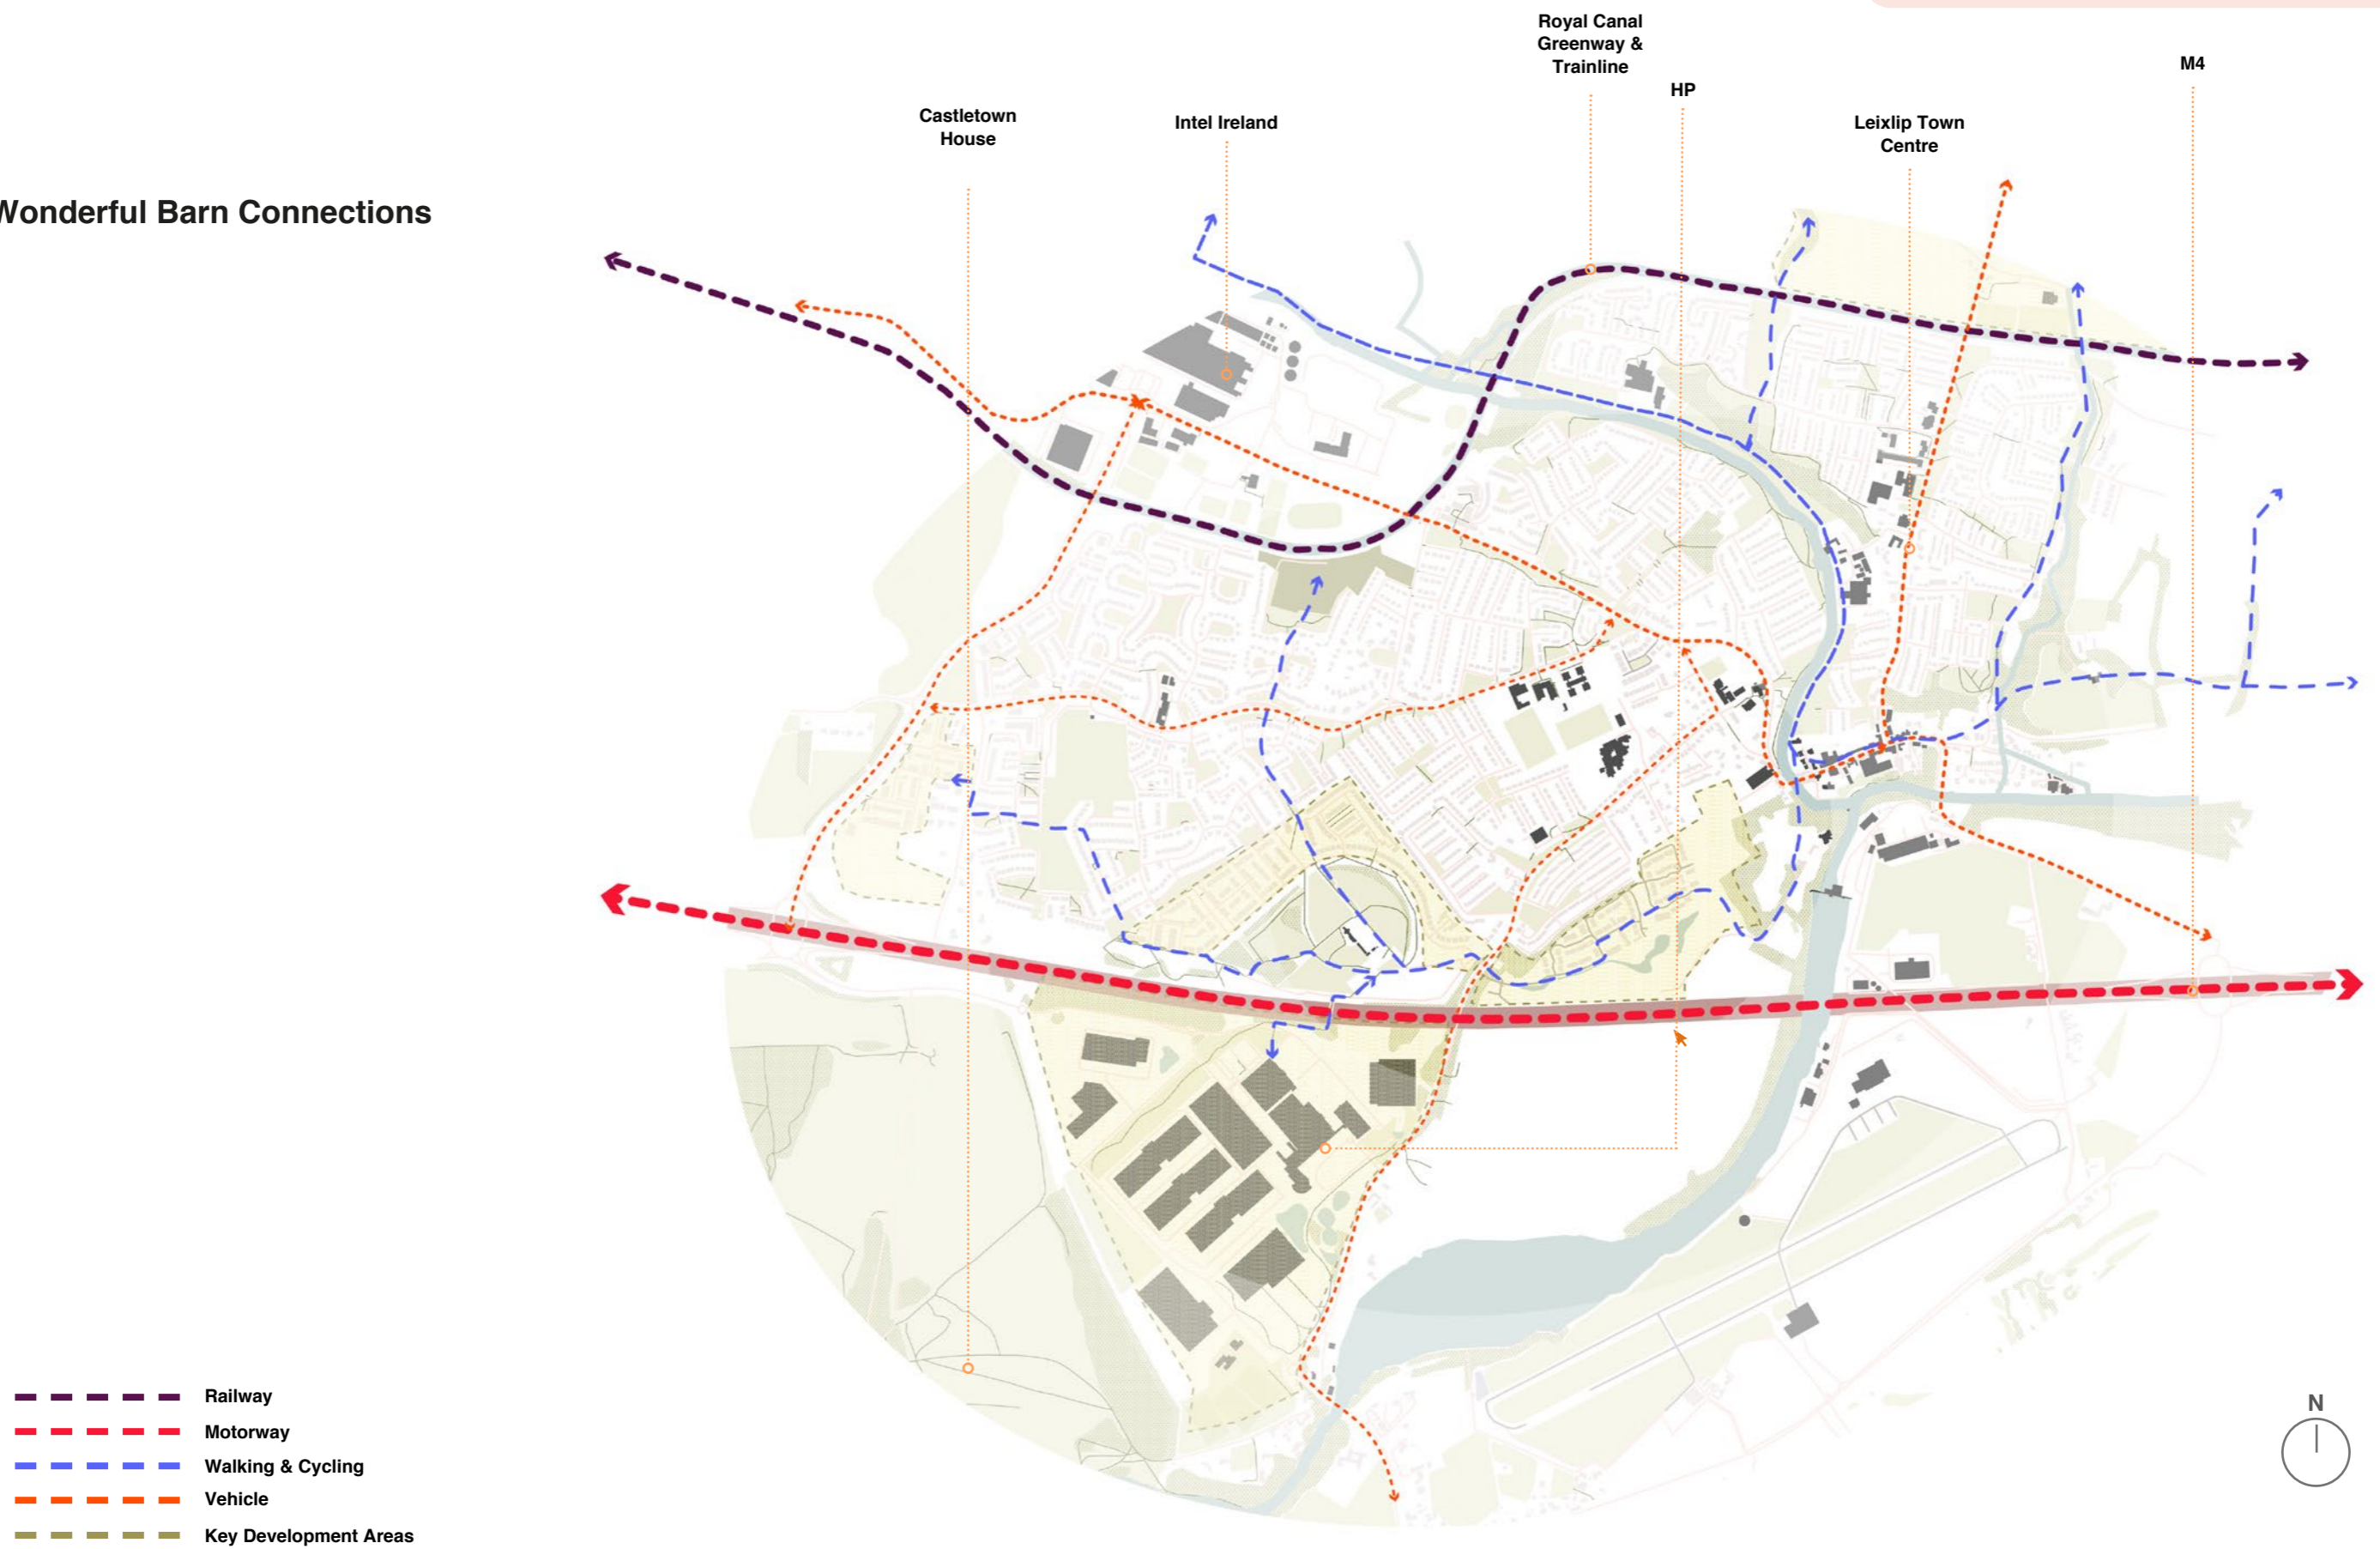 Royal Canal
Greenway &
Trainline
M4
HP
Castletown
House
Intel Ireland
Leixlip Town
Centre
Wonderful Barn Connections
Railway
Motorway
Walking & Cycling
Vehicle
Key Development Areas
N